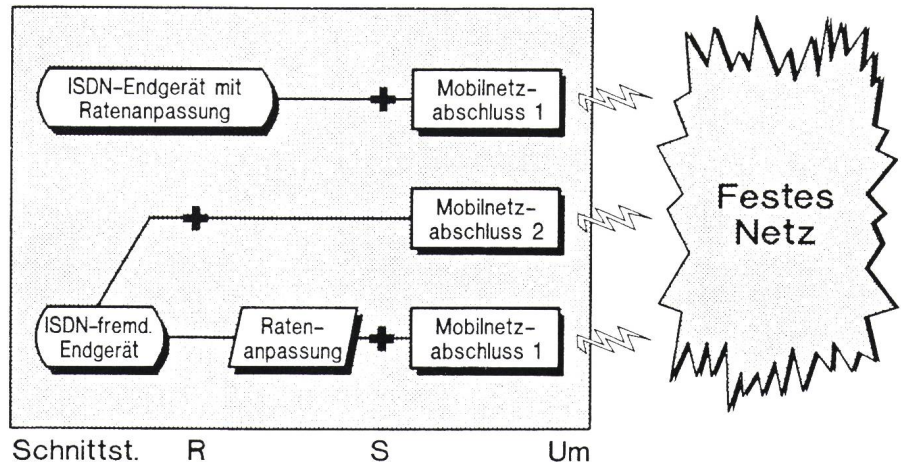 ISDN-Endgerät mit
Ratenanpassung
Mobilnetz-
abschluss 1
Mobilnetz-
abschluss 2
Festes
Netz
ISDN-fremd.
Endgerät
Raten-
anpassung
Mobilnetz-
abschluss 1
Schnittst. R S Um